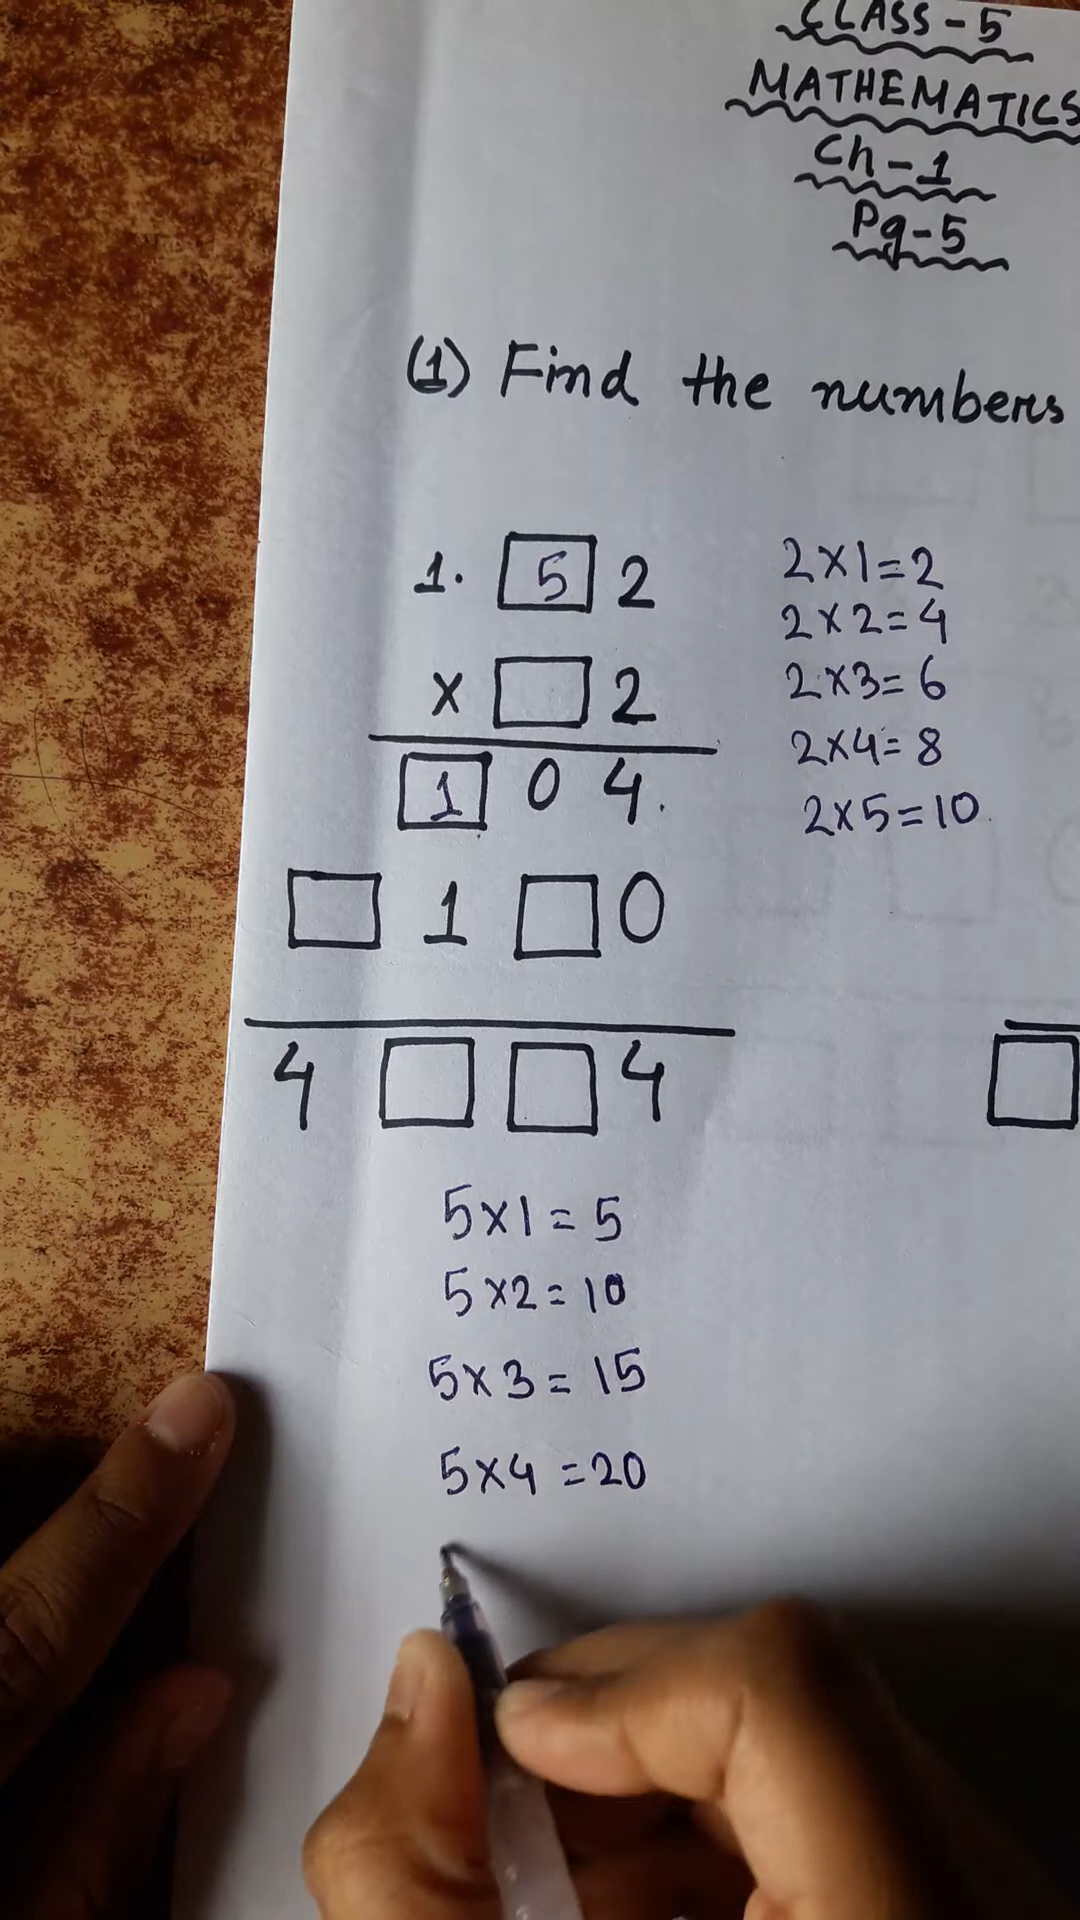 CLASS-5
MATHEMATICS
Ch-1
Pg-5
(1) Find the numbers
1. 5 2
x 2
1 0 4.
1 0
4 4
2x1=2
2x2=4
2x3=6
2x4=8
2x5=10
5x1=5
5x2=10
5x3=15
5x4=20